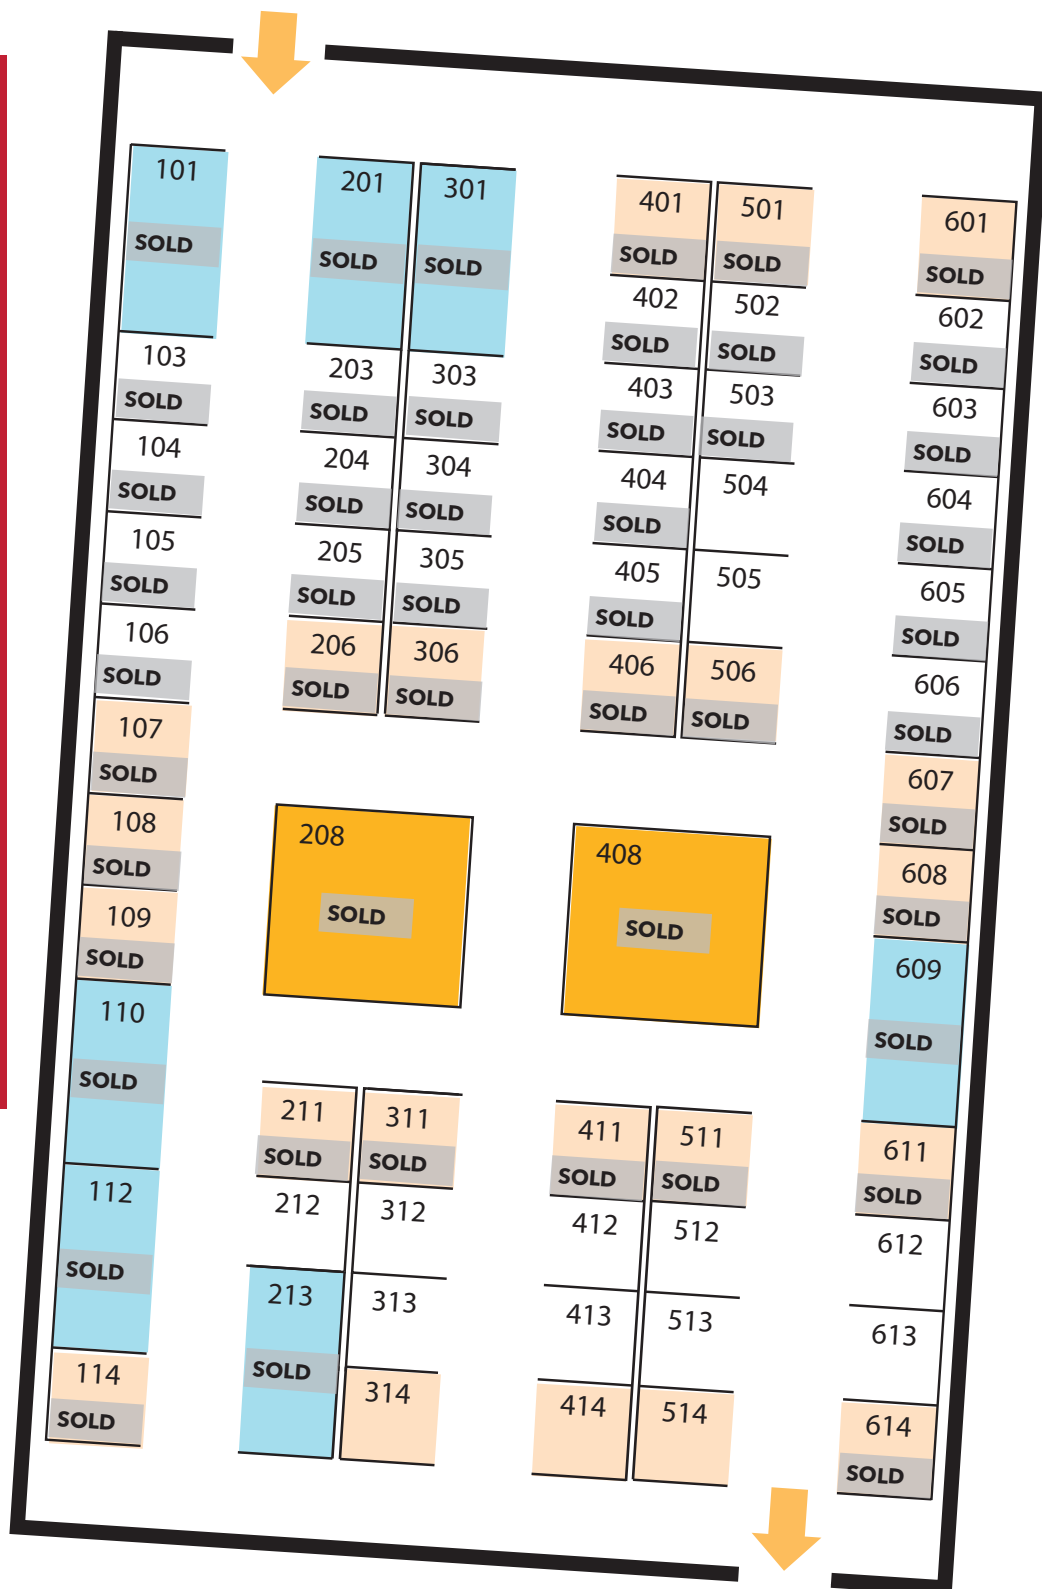 101
SOLD
103
SOLD
104
SOLD
105
SOLD
106
SOLD
107
SOLD
108
SOLD
109
SOLD
110
SOLD
112
SOLD
114
SOLD
201
SOLD
203
SOLD
204
SOLD
205
SOLD
206
SOLD
208
SOLD
211
SOLD
212
213
SOLD
301
SOLD
303
SOLD
304
SOLD
305
SOLD
306
SOLD
311
SOLD
312
313
314
401
SOLD
402
SOLD
403
SOLD
404
SOLD
405
SOLD
406
SOLD
408
SOLD
411
SOLD
412
413
414
501
SOLD
502
SOLD
503
SOLD
504
505
506
SOLD
511
SOLD
512
513
514
601
SOLD
602
SOLD
603
SOLD
604
SOLD
605
SOLD
606
SOLD
607
SOLD
608
SOLD
609
SOLD
611
SOLD
612
613
614
SOLD